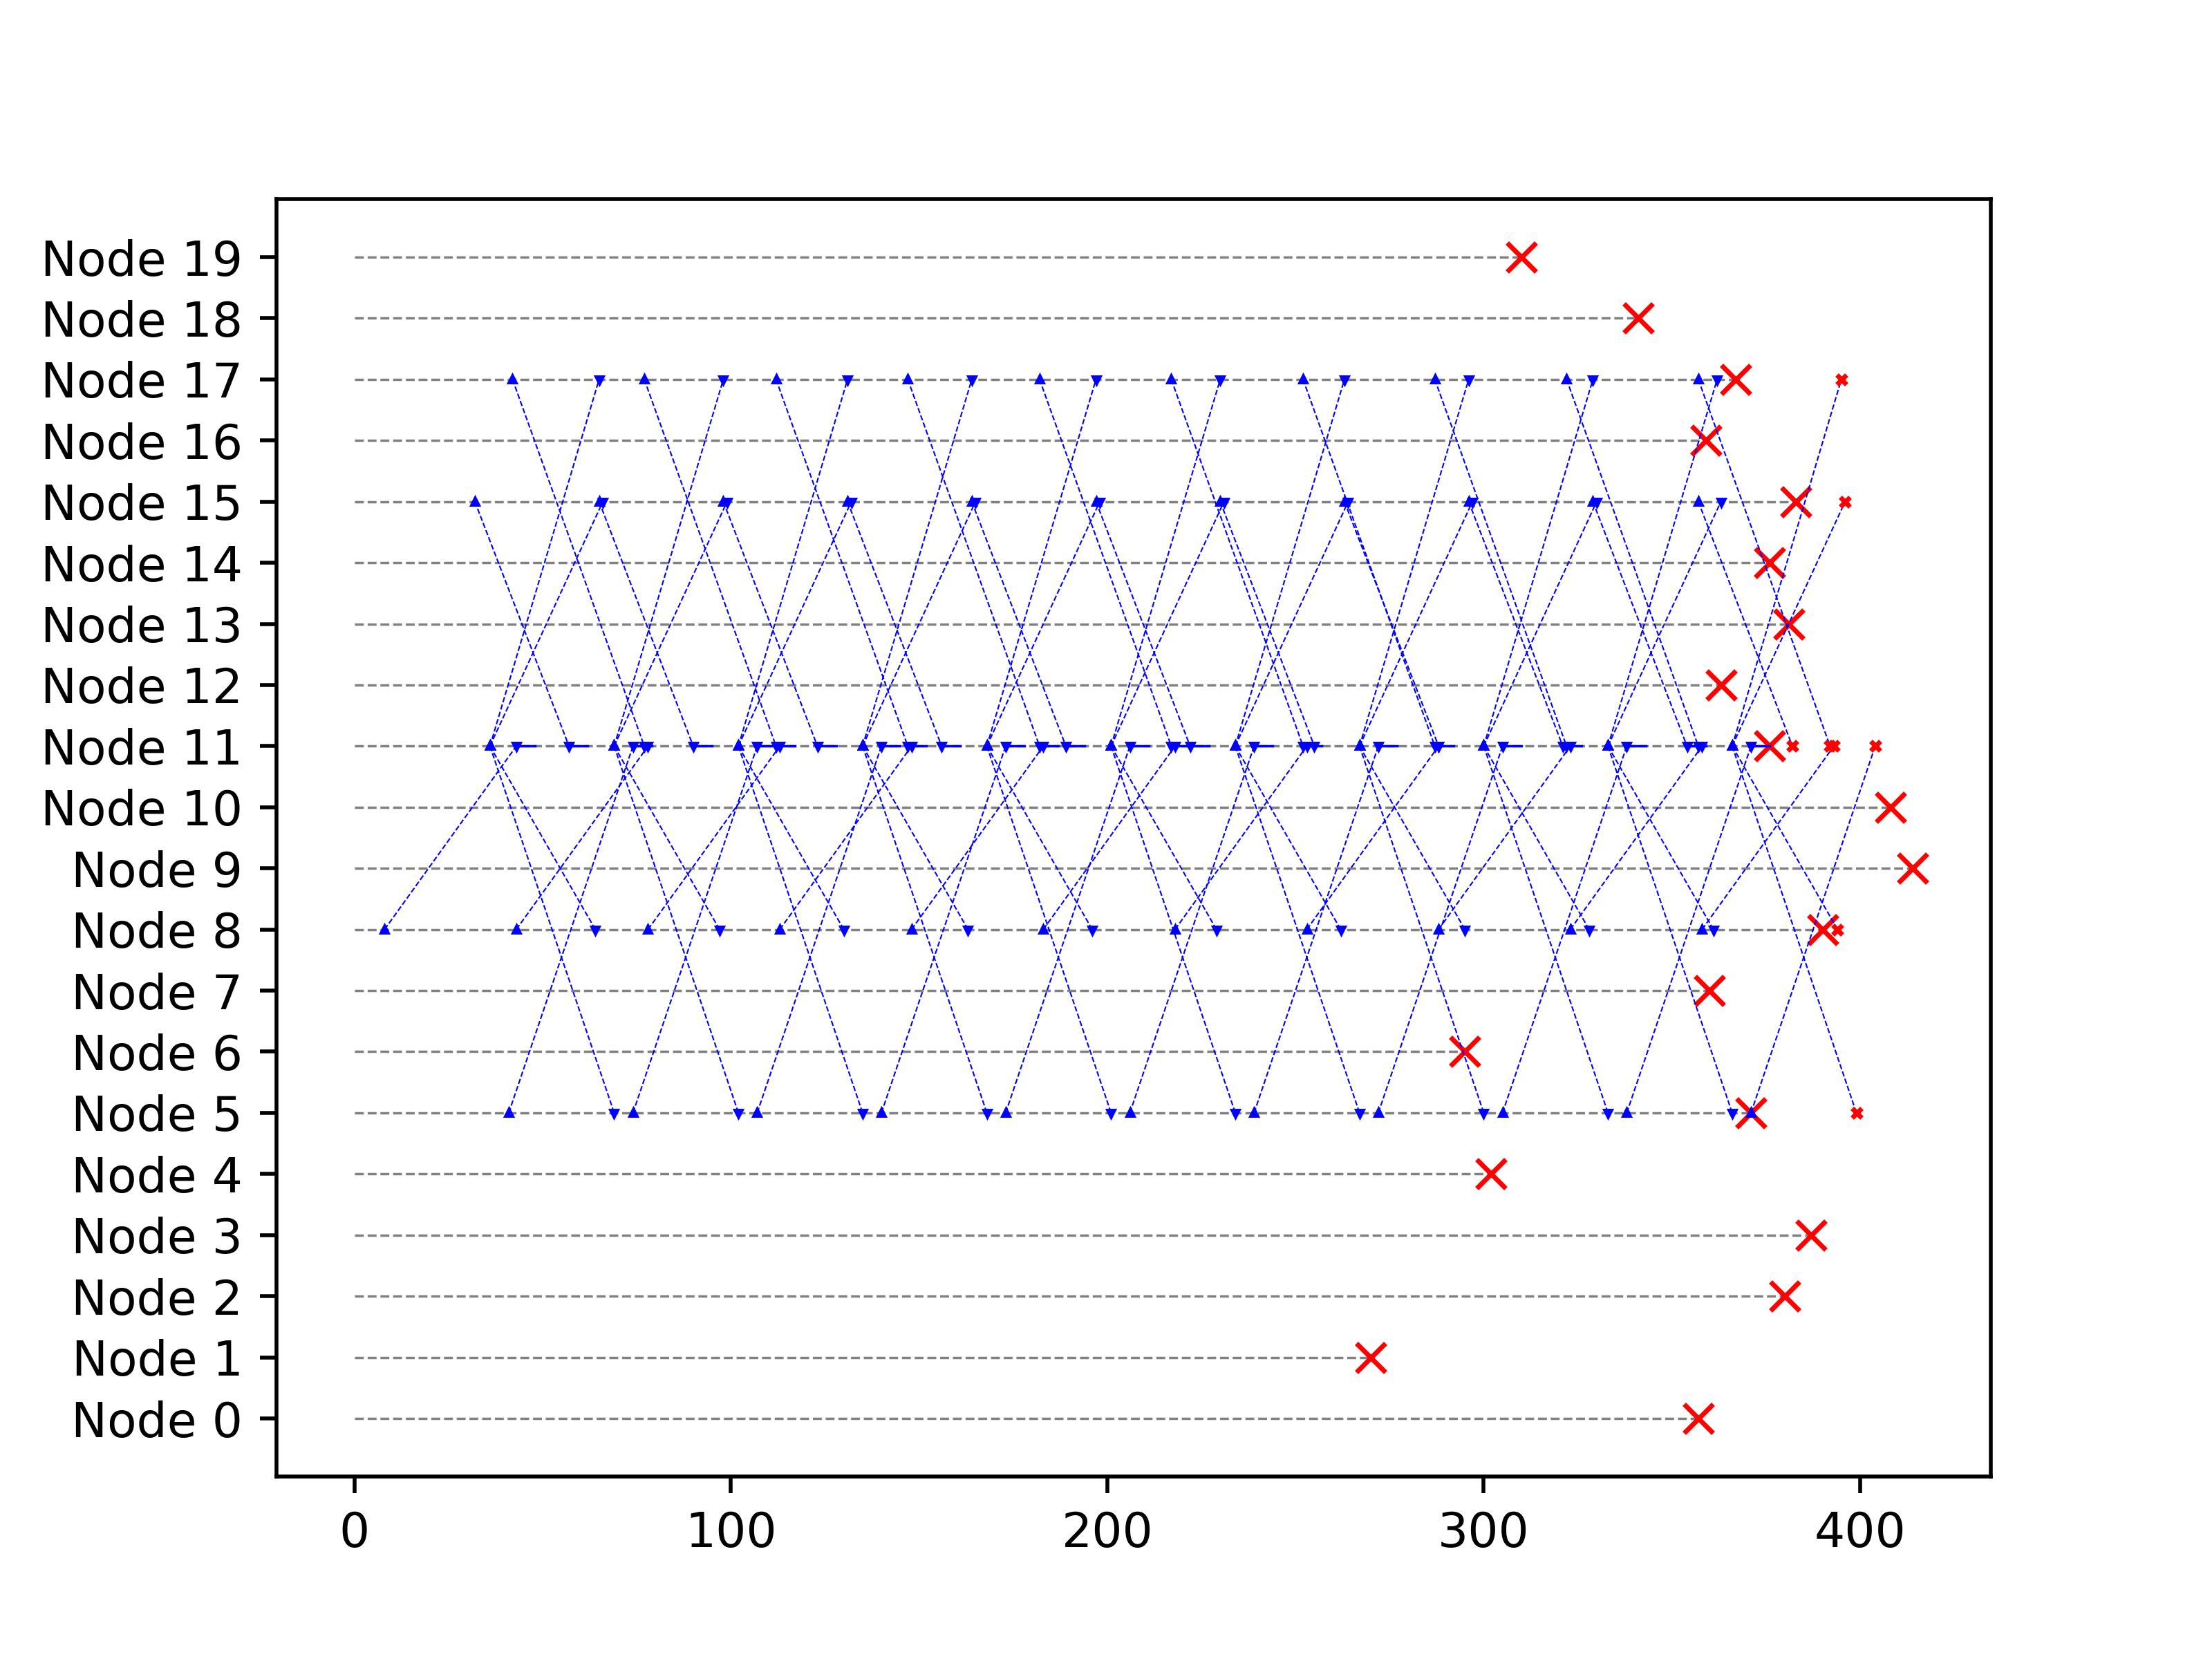 Node 19
Node 18
Node 17
Node 16
Node 15
Node 14
Node 13
Node 12
Node 11
Node 10
Node 9
Node 8
Node 7
Node 6
Node 5
Node 4
Node 3
Node 2
Node 1
Node 0
0 100 200 300 400